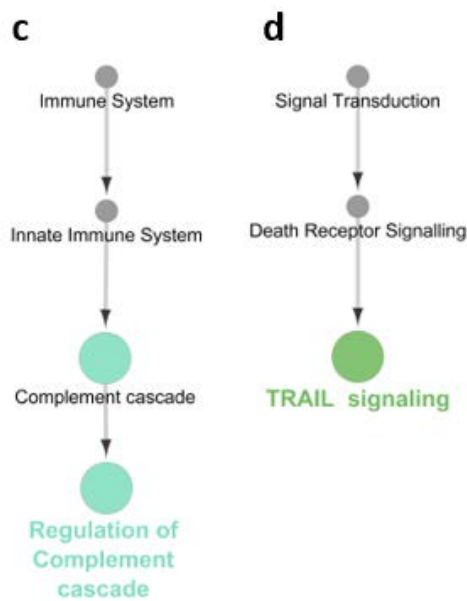 c
Immune System
Innate Immune System
Complement cascade
Regulation of
Complement
cascade
d
Signal Transduction
Death Receptor Signalling
TRAIL signaling